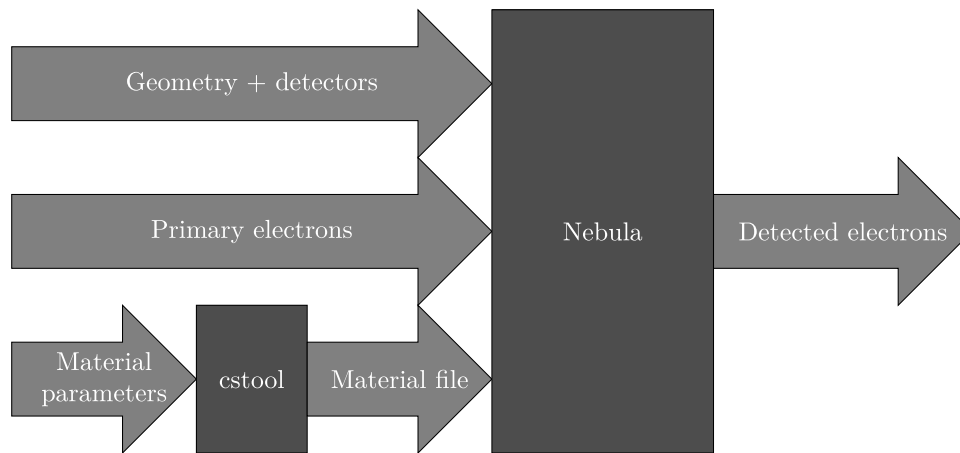 Geometry + detectors
Primary electrons
Nebula
Detected electrons
Material
parameters
cstool
Material file